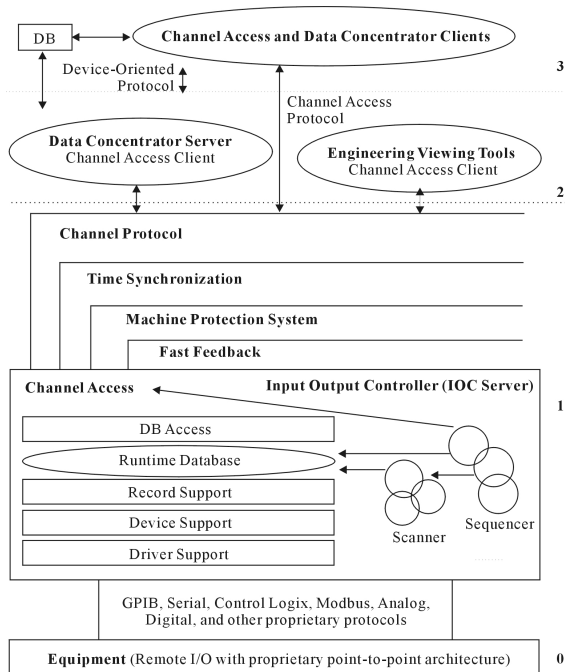 DB
Channel Access and Data Concentrator Clients
Device-Oriented
Protocol
3
Channel Access
Protocol
Data Concentrator Server
Channel Access Client
Engineering Viewing Tools
Channel Access Client
2
Channel Protocol
Time Synchronization
Machine Protection System
Fast Feedback
Channel Access
Input Output Controller (IOC Server)
1
DB Access
Runtime Database
Record Support
Device Support
Driver Support
Scanner
Sequencer
GPIB, Serial, Control Logix, Modbus, Analog,
Digital, and other proprietary protocols
Equipment (Remote I/O with proprietary point-to-point architecture)
0